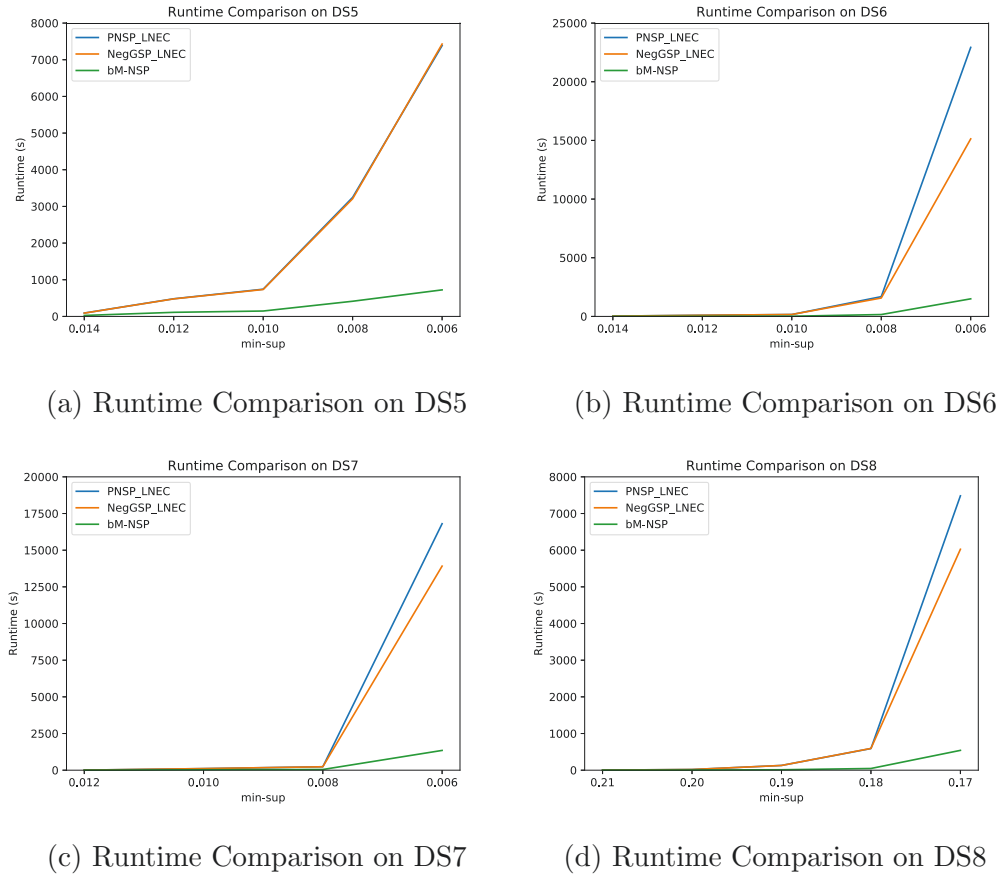 Runtime Comparison on DS5
PNSP_LNEC
NegGSP_LNEC
bM-NSP
8000
7000
6000
5000
4000
3000
2000
1000
0
Runtime (s)
0.014 0.012 0.010 0.008 0.006
min-sup
(a) Runtime Comparison on DS5
Runtime Comparison on DS6
PNSP_LNEC
NegGSP_LNEC
bM-NSP
25000
20000
15000
10000
5000
0
Runtime (s)
0.014 0.012 0.010 0.008 0.006
min-sup
(b) Runtime Comparison on DS6
Runtime Comparison on DS7
PNSP_LNEC
NegGSP_LNEC
bM-NSP
20000
17500
15000
12500
10000
7500
5000
2500
0
Runtime (s)
0.012 0.010 0.008 0.006
min-sup
(c) Runtime Comparison on DS7
Runtime Comparison on DS8
PNSP_LNEC
NegGSP_LNEC
bM-NSP
8000
7000
6000
5000
4000
3000
2000
1000
0
Runtime (s)
0.21 0.20 0.19 0.18 0.17
min-sup
(d) Runtime Comparison on DS8